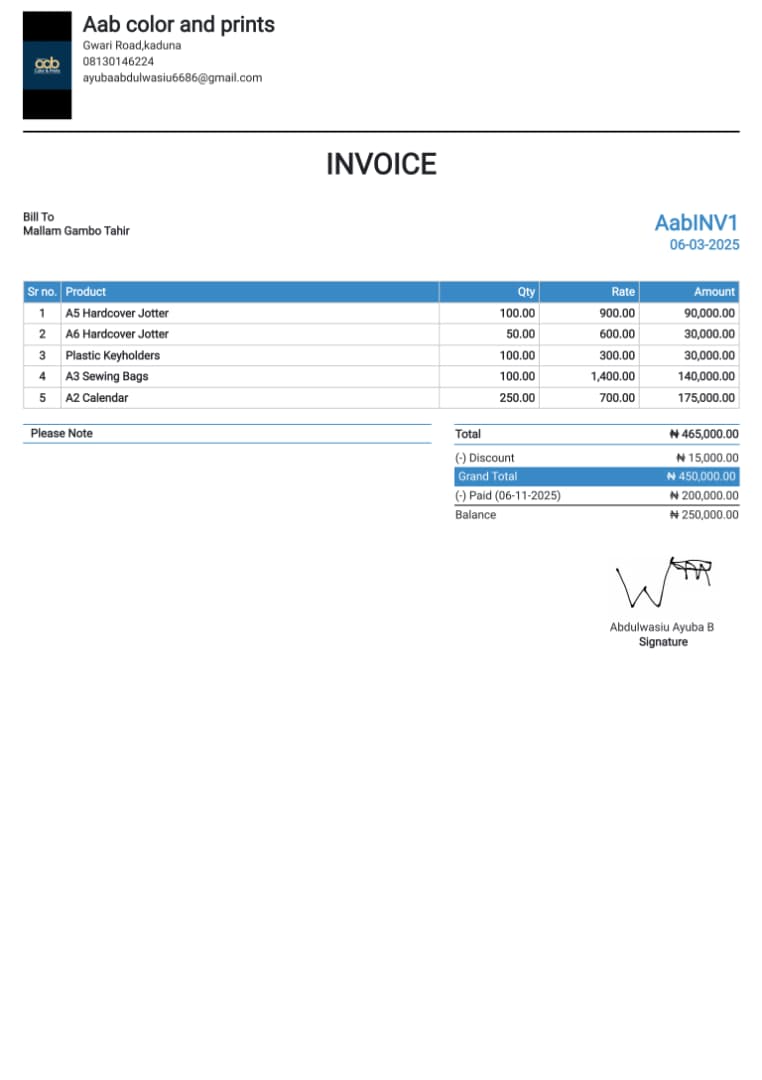 aab
Aab color and prints
Gwari Road,kaduna
08130146224
ayubaabdulwasiu6686@gmail.com
INVOICE
Bill To
Mallam Gambo Tahir
AabINV1
06-03-2025
Sr no. Product Qty Rate Amount
1 A5 Hardcover Jotter 100.00 900.00 90,000.00
2 A6 Hardcover Jotter 50.00 600.00 30,000.00
3 Plastic Keyholders 100.00 300.00 30,000.00
4 A3 Sewing Bags 100.00 1,400.00 140,000.00
5 A2 Calendar 250.00 700.00 175,000.00
Please Note
Total ₦ 465,000.00
(-) Discount ₦ 15,000.00
Grand Total ₦ 450,000.00
(-) Paid (06-11-2025) ₦ 200,000.00
Balance ₦ 250,000.00
Abdulwasiu Ayuba B
Signature